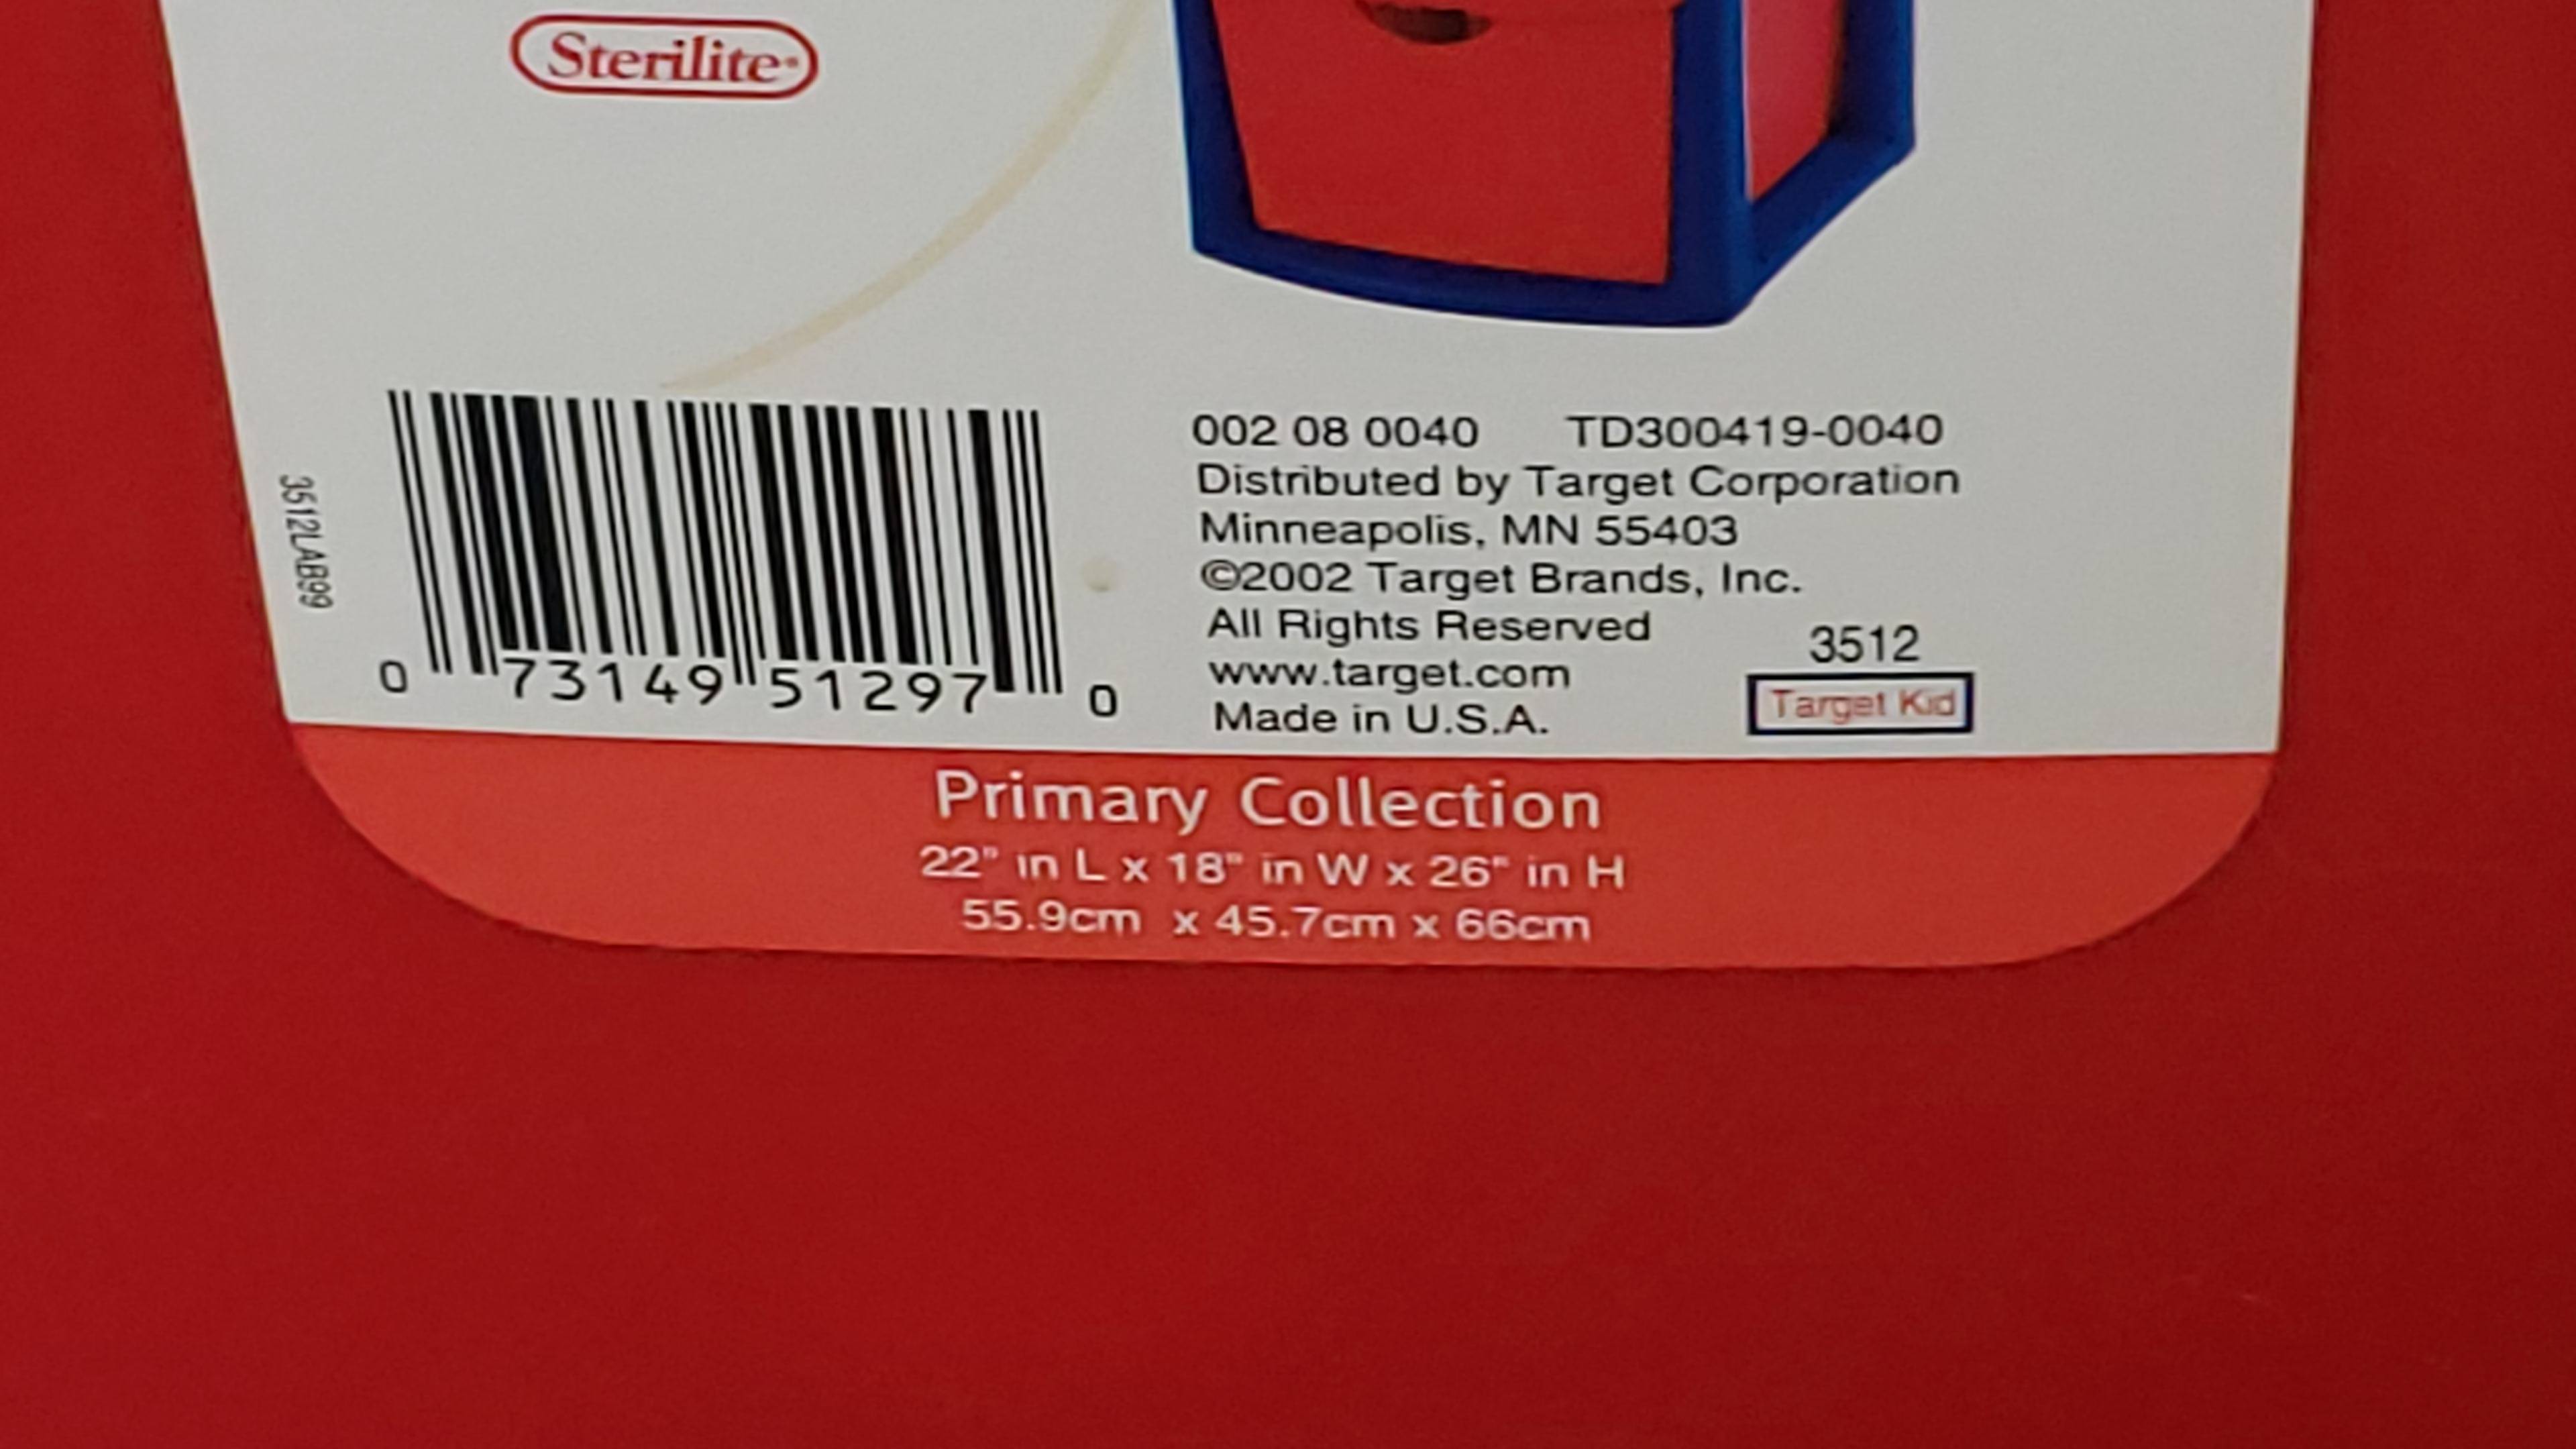 Sterilite®
3512LAB99
0 73149 51297 0
002 08 0040 TD300419-0040
Distributed by Target Corporation
Minneapolis, MN 55403
©2002 Target Brands, Inc.
All Rights Reserved
www.target.com
Made in U.S.A.
3512
Target Kid
Primary Collection
22" in L x 18" in W x 26" in H
55.9cm x 45.7cm x 66cm